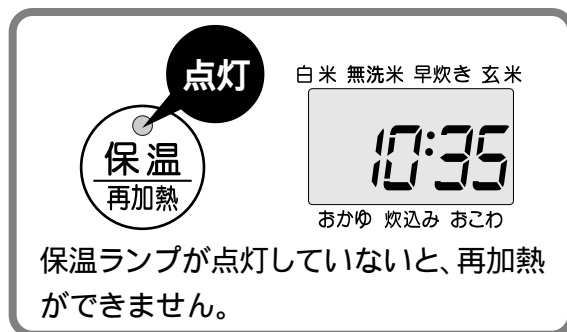 点灯
保温
再加熱
白米 無洗米 早炊き 玄米
10:35
おかゆ 炊込み おこわ
保温ランプが点灯していないと、再加熱
ができません。